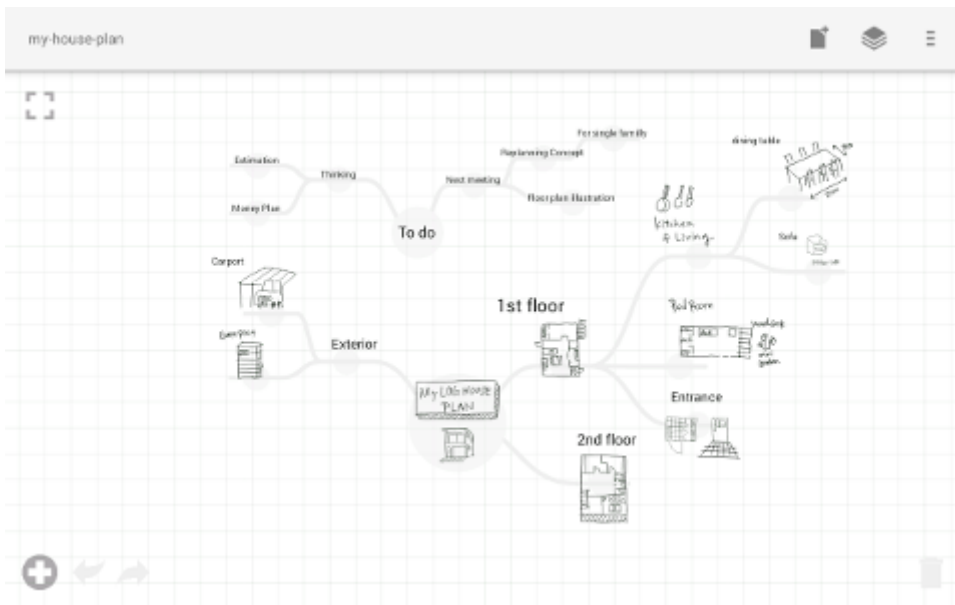 my-house-plan
For single familly
dining table
Replanning Concept
Estimation
Thinking
Next meeting
Floor plan illustration
Money Plan
kitchen
& Living
To do
Sofa
Carport
1st floor
Bed Room
Exterior
Entrance
My LOG HOUSE
PLAN
2nd floor